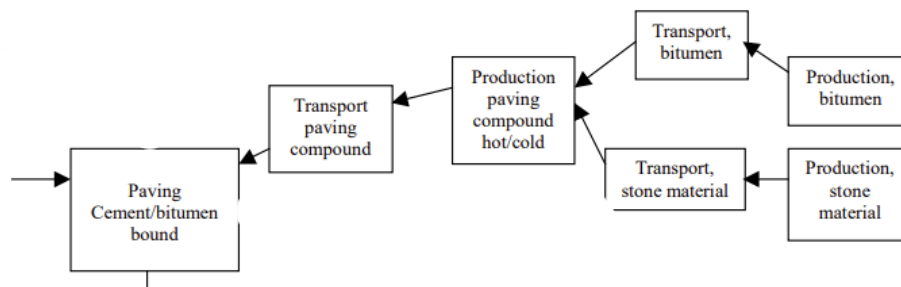 Transport,
bitumen
Production,
bitumen
Production
paving
compound
hot/cold
Transport
paving
compound
Transport,
stone material
Production,
stone
material
Paving
Cement/bitumen
bound